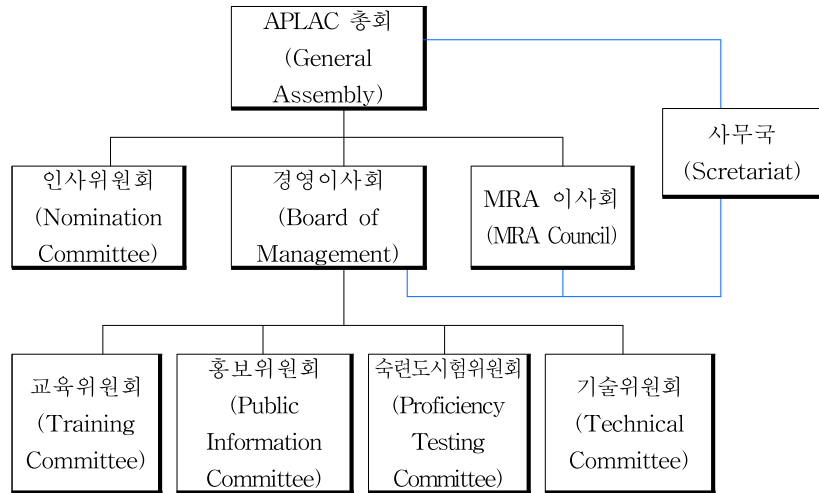 APLAC 총회
(General
Assembly)
사무국
(Scretariat)
인사위원회
(Nomination
Committee)
경영이사회
(Board of
Management)
MRA 이사회
(MRA Council)
교육위원회
(Training
Committee)
홍보위원회
(Public
Information
Committee)
숙련도시험위원회
(Proficiency
Testing
Committee)
기술위원회
(Technical
Committee)